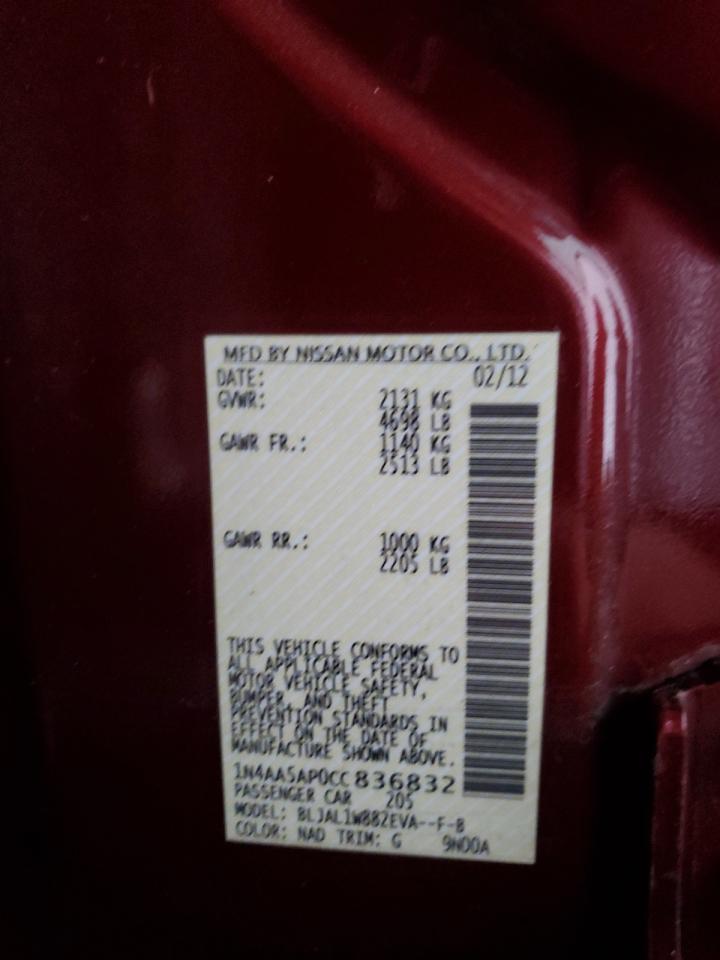 MFD BY NISSAN MOTOR CO., LTD.
DATE: 02/12
GVWR: 2131 KG
4698 LB
GAWR FR.: 1140 KG
2513 LB
GAWR RR.: 1000 KG
2205 LB
THIS VEHICLE CONFORMS TO
ALL APPLICABLE FEDERAL
MOTOR VEHICLE SAFETY,
BUMPER, AND THEFT
PREVENTION STANDARDS IN
EFFECT ON THE DATE OF
MANUFACTURE SHOWN ABOVE.
1N4AA5AP0CC836832
PASSENGER CAR 205
MODEL: BLJAL1W882EVA--F-B
COLOR: NAD TRIM: G 9N00A